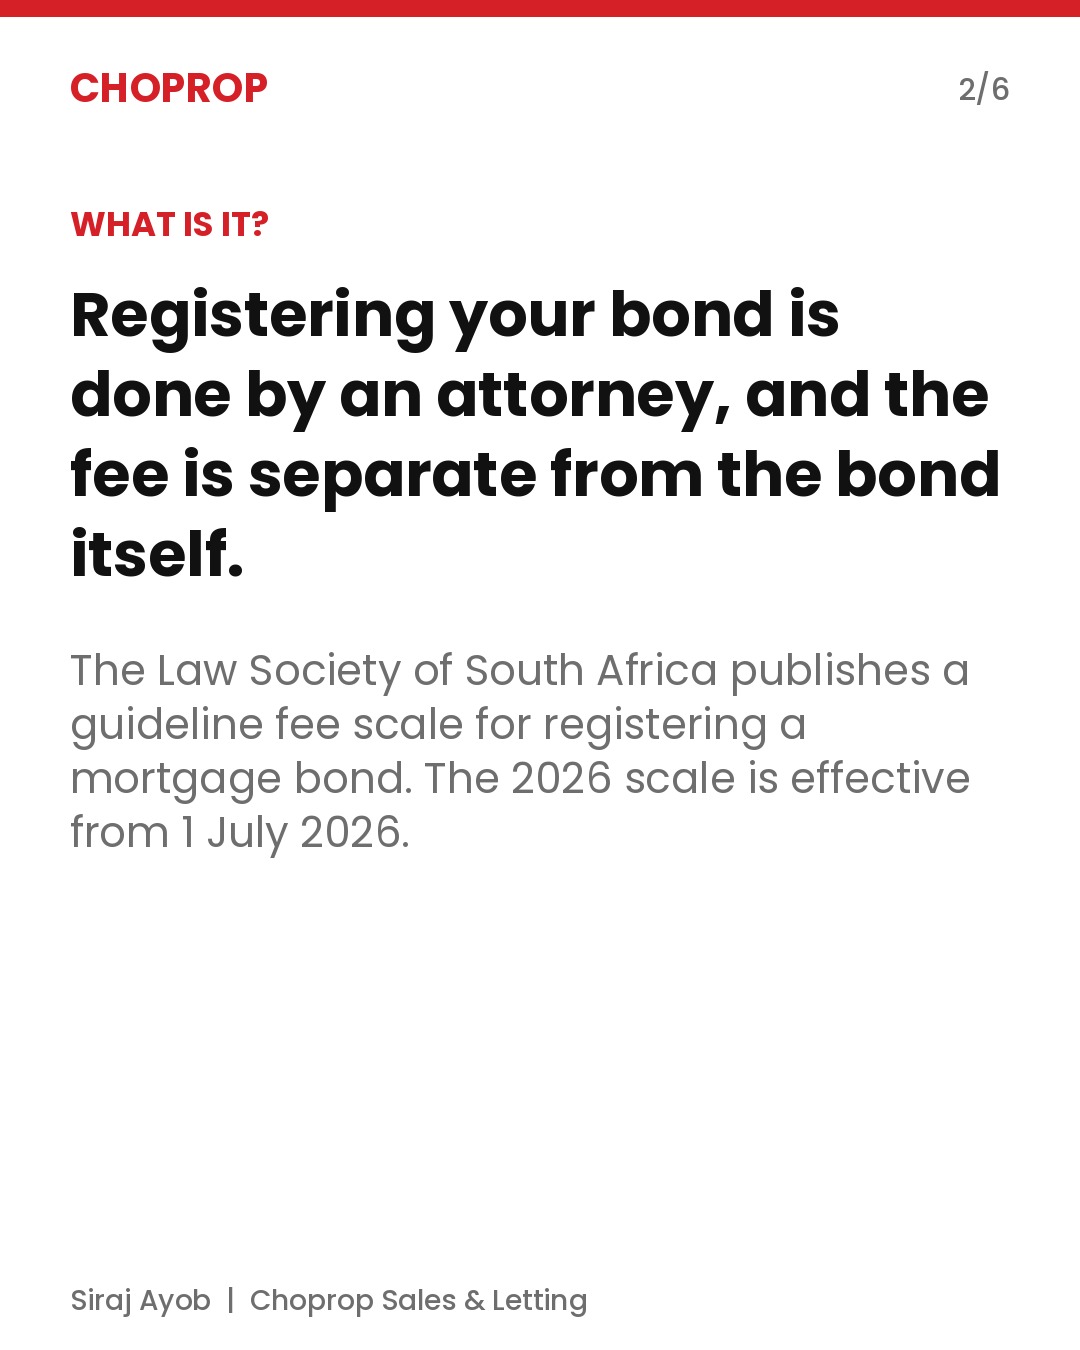 CHOPROP
2/6
WHAT IS IT?
Registering your bond is
done by an attorney, and the
fee is separate from the bond
itself.
The Law Society of South Africa publishes a
guideline fee scale for registering a
mortgage bond. The 2026 scale is effective
from 1 July 2026.
Siraj Ayob | Choprop Sales & Letting